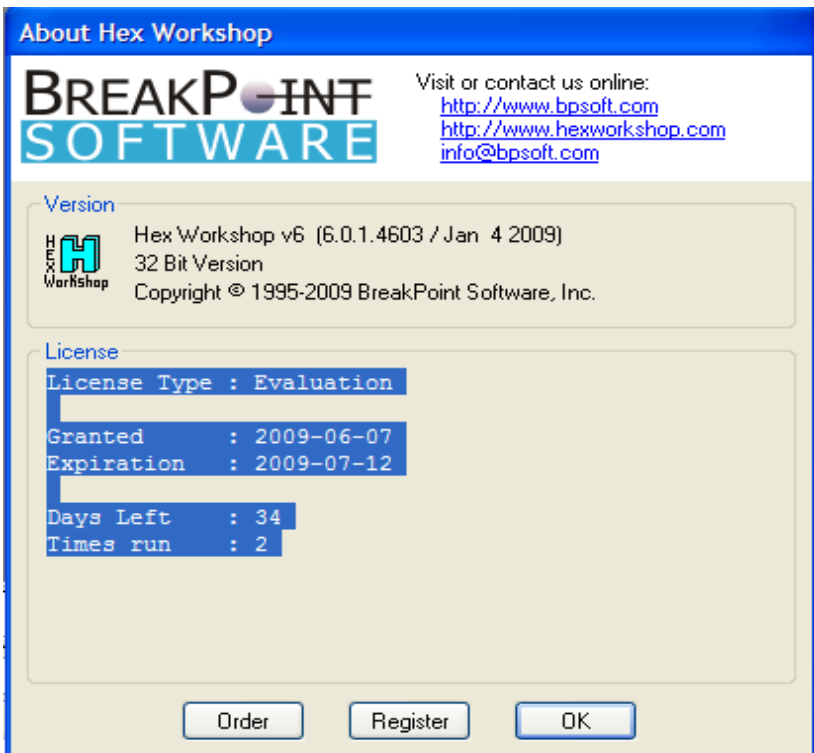 About Hex Workshop
BREAKPOINT
SOFTWARE
Visit or contact us online:
http://www.bpsoft.com
http://www.hexworkshop.com
info@bpsoft.com
Version
HEX
Workshop
Hex Workshop v6 (6.0.1.4603 / Jan 4 2009)
32 Bit Version
Copyright © 1995-2009 BreakPoint Software, Inc.
License
License Type : Evaluation
Granted : 2009-06-07
Expiration : 2009-07-12
Days Left : 34
Times run : 2
Order Register OK